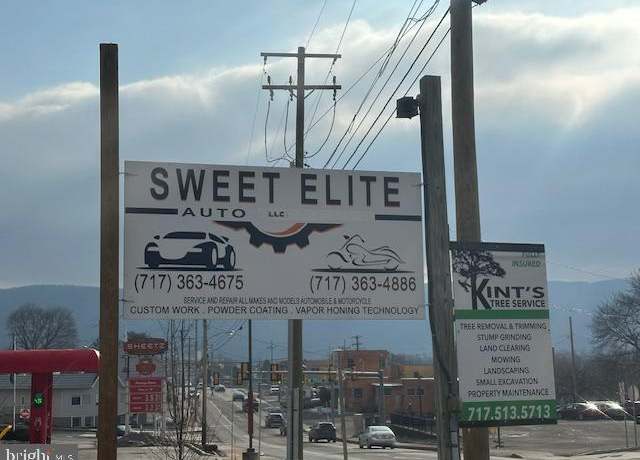 SWEET ELITE
AUTO LLC
(717) 363-4675
(717) 363-4886
SERVICE AND REPAIR ALL MAKES AND MODELS AUTOMOBILE & MOTORCYCLE
CUSTOM WORK . POWDER COATING . VAPOR HONING TECHNOLOGY
FULLY
INSURED
KINT'S
TREE SERVICE
TREE REMOVAL & TRIMMING
STUMP GRINDING
LAND CLEARING
MOWING
LANDSCAPING
SMALL EXCAVATION
PROPERTY MAINTENANCE
717.513.5713
SHEETZ
bright MLS